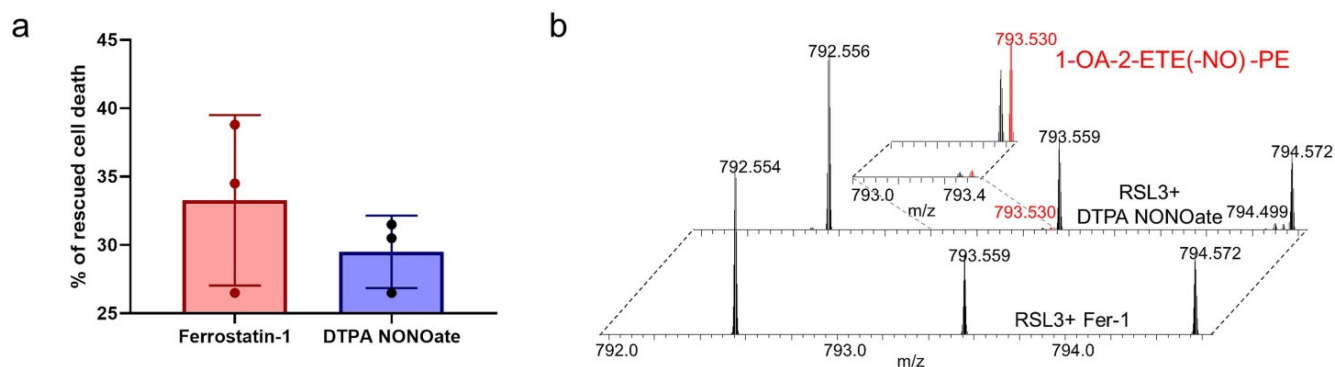 a
% of rescued cell death
45
40
35
30
25
Ferrostatin-1
DTPA NONOate
b
793.530
1-OA-2-ETE(-NO) -PE
792.556
793.559
794.572
792.554
793.0
793.4
m/z
793.530
RSL3+
DTPA NONOate
794.499
793.559
794.572
RSL3+ Fer-1
792.0
793.0
794.0
m/z